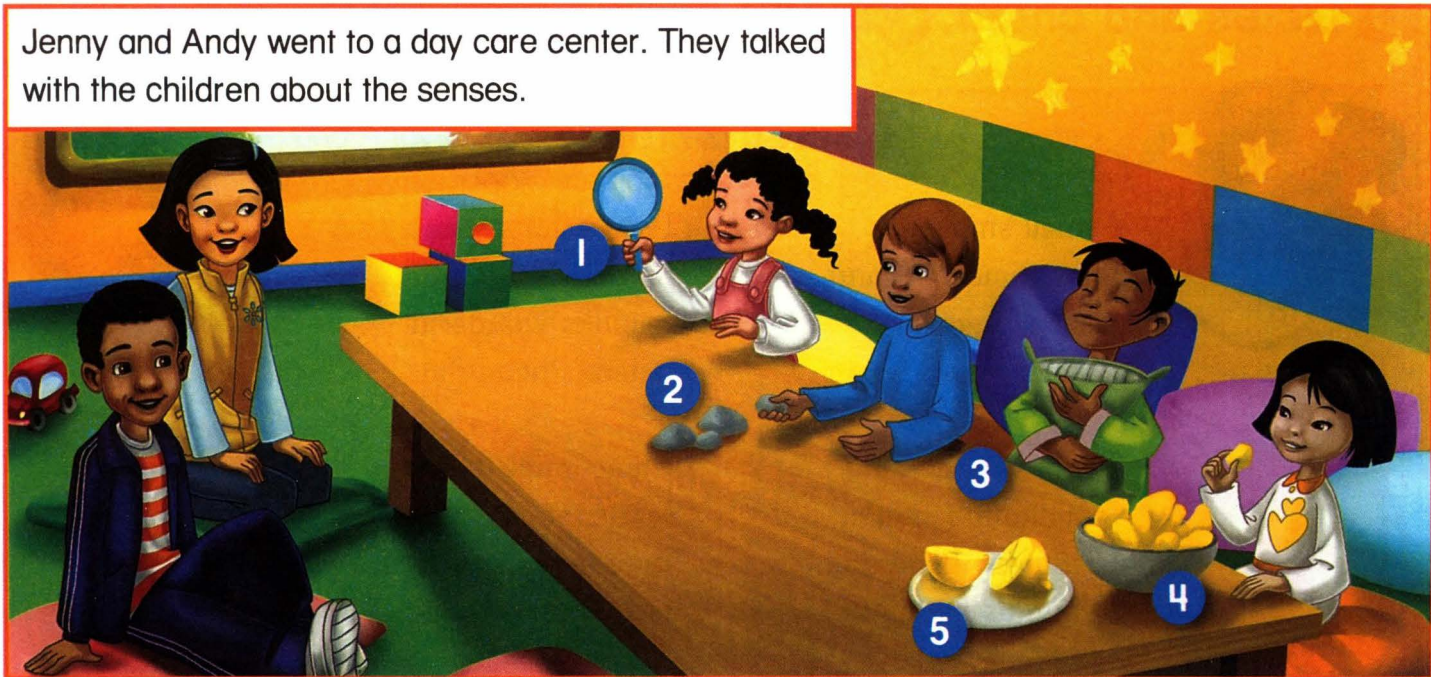 Jenny and Andy went to a day care center. They talked
with the children about the senses.
1
2
3
4
5